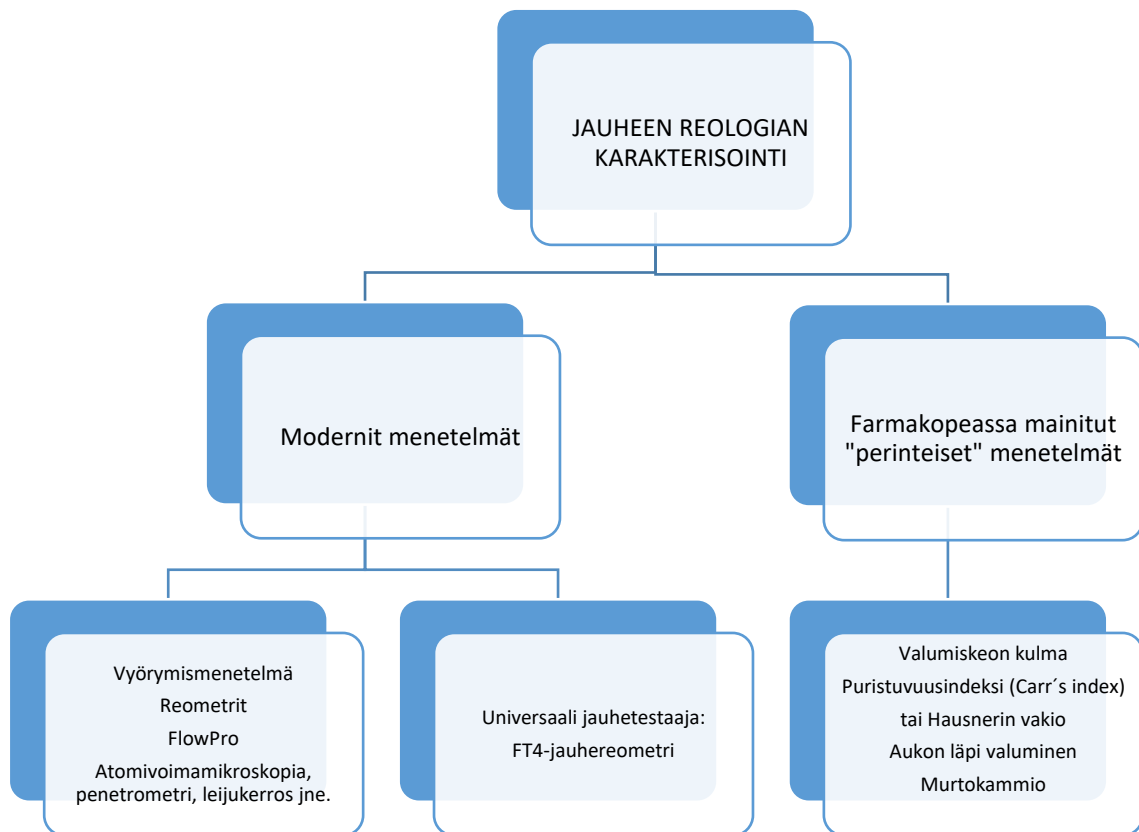 JAUHEEN REOLOGIAN
KARAKTERISOINTI
Modernit menetelmät
Farmakopeassa mainitut
"perinteiset" menetelmät
Vyörymismenetelmä
Reometrit
FlowPro
Atomivoimamikroskopia,
penetrometri, leijukerros jne.
Universaali jauhetestaaja:
FT4-jauhereometri
Valumiskeon kulma
Puristuvuusindeksi (Carr´s index)
tai Hausnerin vakio
Aukon läpi valuminen
Murtokammio